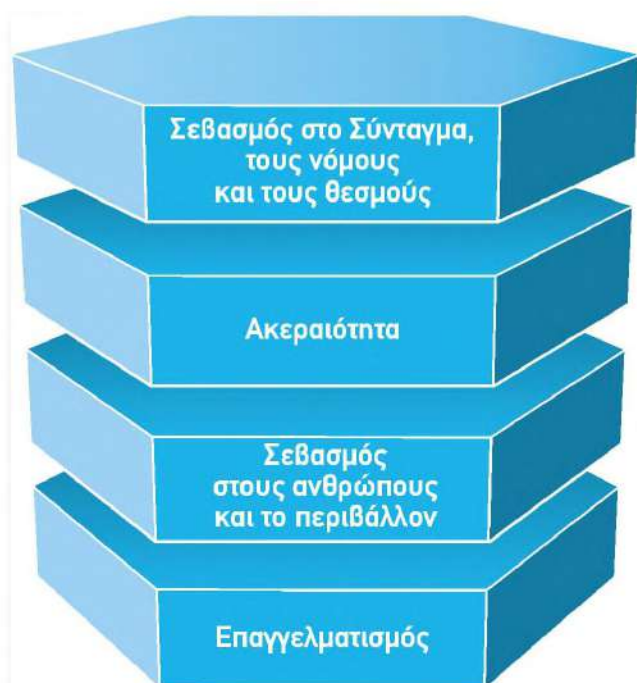 Σεβασμός στο Σύνταγμα,
τους νόμους
και τους θεσμούς
Ακεραιότητα
Σεβασμός
στους ανθρώπους
και το περιβάλλον
Επαγγελματισμός